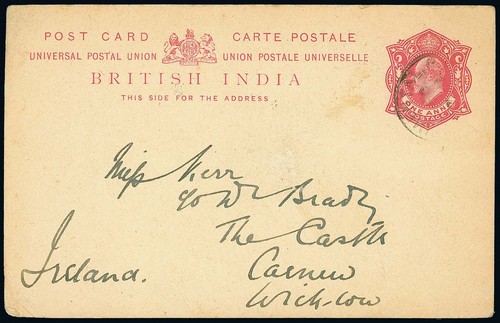 POST CARD CARTE POSTALE
UNIVERSAL POSTAL UNION UNION POSTALE UNIVERSELLE
BRITISH INDIA
THIS SIDE FOR THE ADDRESS
ONE ANNA
POSTAGE
Miss Kerr
c/o Dr Brady
The Castle
Carnew
Wicklow
Ireland.